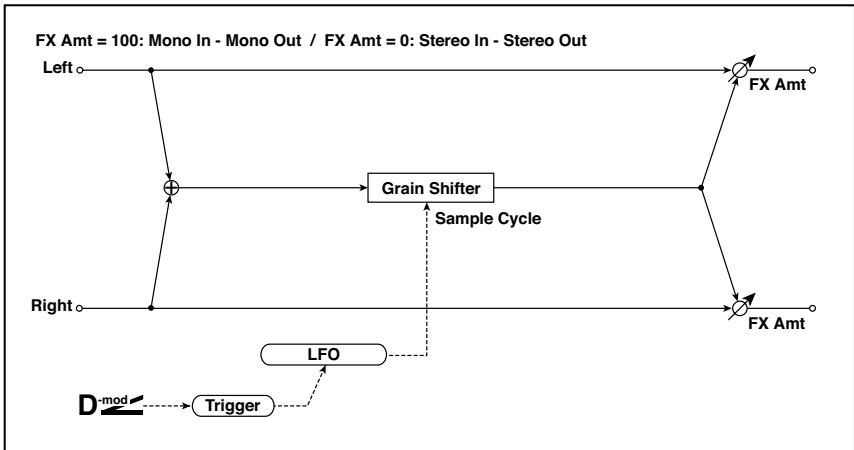 FX Amt = 100: Mono In - Mono Out / FX Amt = 0: Stereo In - Stereo Out
Left
FX Amt
Grain Shifter
Sample Cycle
Right
FX Amt
LFO
D-mod
Trigger